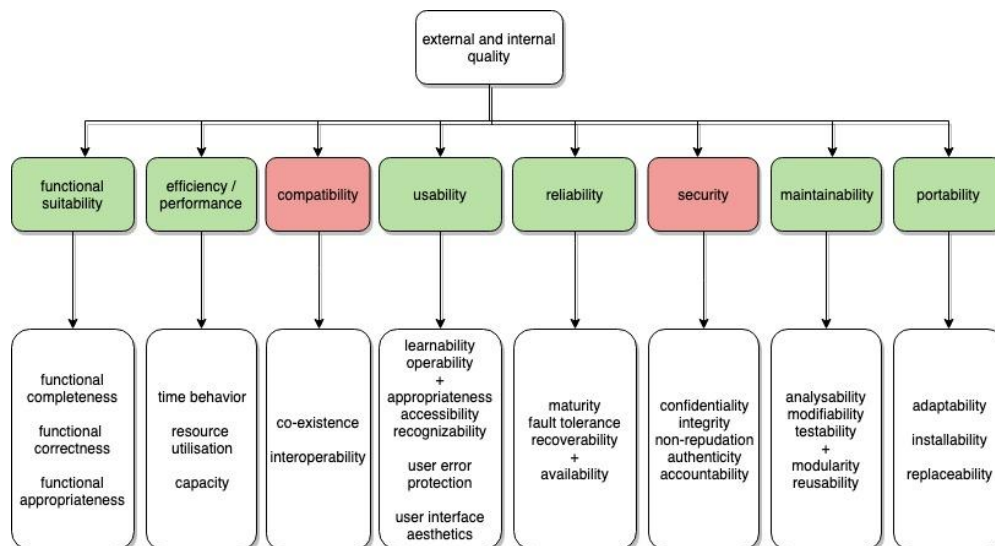 external and internal
quality
functional
suitability
efficiency /
performance
compatibility
usability
reliability
security
maintainability
portability
functional
completeness
functional
correctness
functional
appropriateness
time behavior
resource
utilisation
capacity
co-existence
interoperability
learnability
operability
+
appropriateness
accessibility
recognizability
user error
protection
user interface
aesthetics
maturity
fault tolerance
recoverability
+
availability
confidentiality
integrity
non-repudation
authenticity
accountability
analysability
modifiability
testability
+
modularity
reusability
adaptability
installability
replaceability